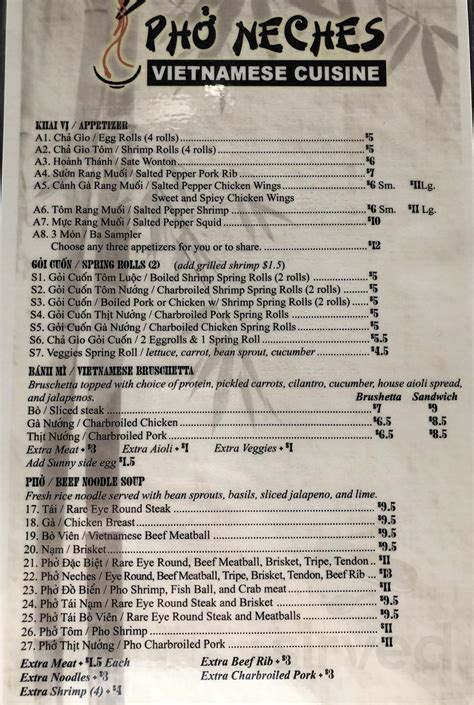 PHỞ NECHES
VIETNAMESE CUISINE
KHAI VỊ / APPETIZER
A1. Chả Gio / Egg Rolls (4 rolls) $5
A2. Chả Gio Tôm / Shrimp Rolls (4 rolls) $5
A3. Hoành Thánh / Sate Wonton $6
A4. Sườn Rang Muối / Salted Pepper Pork Rib $7
A5. Cánh Gà Rang Muối / Salted Pepper Chicken Wings $6 Sm. $11Lg.
Sweet and Spicy Chicken Wings
A6. Tôm Rang Muối / Salted Pepper Shrimp $6 Sm. $11Lg.
A7. Mực Rang Muối / Salted Pepper Squid $10
A8. 3 Món / Ba Sampler
Choose any three appetizers for you or to share. $12
GỎI CUỐN / SPRING ROLLS (2) (add grilled shrimp $1.5)
S1. Gỏi Cuốn Tôm Luộc / Boiled Shrimp Spring Rolls (2 rolls) $5
S2. Gỏi Cuốn Tôm Nướng / Charbroiled Shrimp Spring Rolls (2 rolls) $5
S3. Gỏi Cuốn / Boiled Pork or Chicken w/ Shrimp Spring Rolls (2 rolls) $5
S4. Gỏi Cuốn Thịt Nướng / Charbroiled Pork Spring Rolls $5
S5. Gỏi Cuốn Gà Nướng / Charboiled Chicken Spring Rolls $5
S6. Chả Gio Gỏi Cuốn / 2 Eggrolls & 1 Spring Roll $5.5
S7. Veggies Spring Roll / lettuce, carrot, bean sprout, cucumber $4.5
BÁNH MÌ / VIETNAMESE BRUSCHETTA
Bruschetta topped with choice of protein, pickled carrots, cilantro, cucumber, house aioli spread,
and jalapenos. Brushetta Sandwich
Bò / Sliced steak $7 $9
Gà Nướng / Charbroiled Chicken $6.5 $8.5
Thịt Nướng / Charbroiled Pork $6.5 $8.5
Extra Meat + $3 Extra Aioli + $1 Extra Veggies + $1
Add Sunny side egg $1.5
PHỞ / BEEF NOODLE SOUP
Fresh rice noodle served with bean sprouts, basils, sliced jalapeno, and lime.
17. Tái / Rare Eye Round Steak $9.5
18. Gà / Chicken Breast $9.5
19. Bò Viên / Vietnamese Beef Meatball $9.5
20. Nạm / Brisket $9.5
21. Phở Đặc Biệt / Rare Eye Round, Beef Meatball, Brisket, Tripe, Tendon $11
22. Phở Neches / Eye Round, Beef Meatball, Tripe, Brisket, Tendon, Beef Rib $13
23. Phở Đồ Biển / Pho Shrimp, Fish Ball, and Crab meat $11
24. Phở Tái Nạm / Rare Eye Round Steak and Brisket $9.5
25. Phở Tái Bò Viên / Rare Eye Round Steak and Meatballs $9.5
26. Phở Tôm / Pho Shrimp $11
27. Phở Thịt Nướng / Pho Charbroiled Pork $11
Extra Meat + $1.5 Each Extra Beef Rib + $3
Extra Noodles + $3 Extra Charbroiled Pork + $3
Extra Shrimp (4) + $4